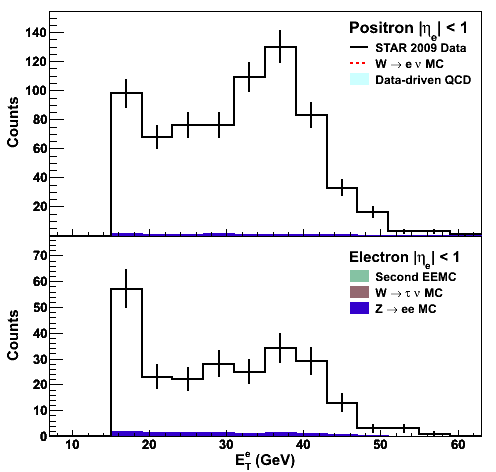 Positron |ηe| < 1
STAR 2009 Data
W → e ν MC
Data-driven QCD
Counts
140
120
100
80
60
40
20
Electron |ηe| < 1
Second EEMC
W → τ ν MC
Z → ee MC
Counts
70
60
50
40
30
20
10
0
10 20 30 40 50 60
E_T^e (GeV)